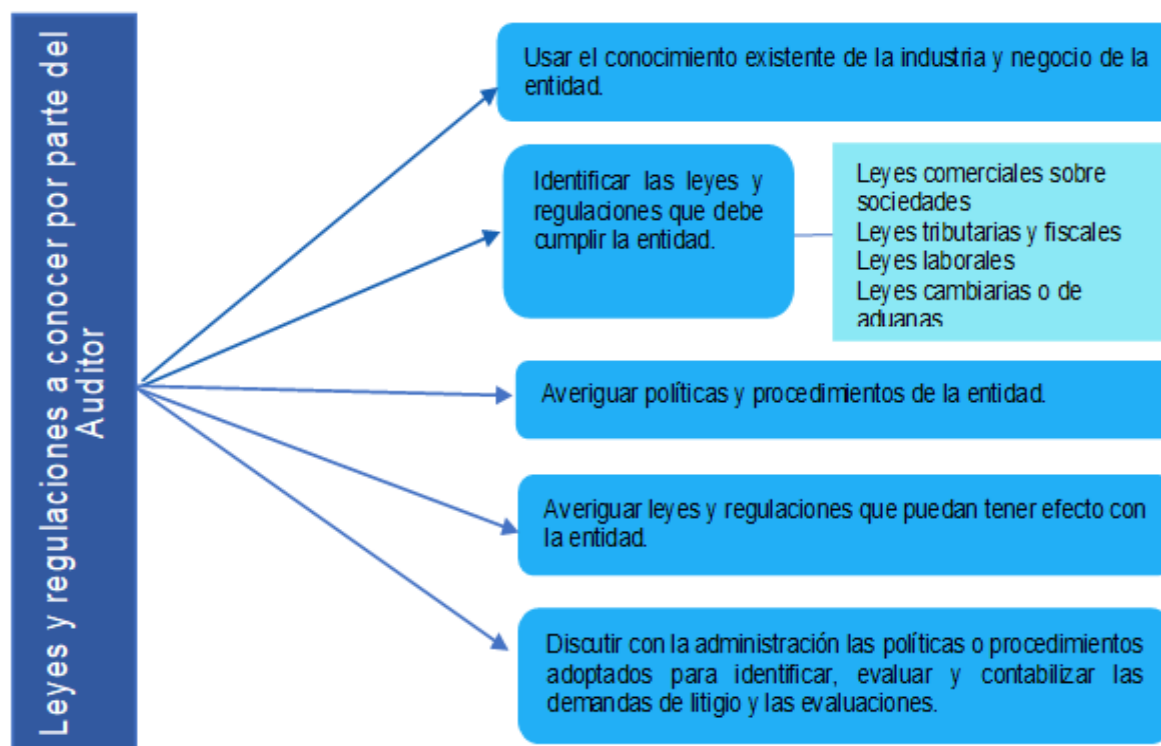 Leyes y regulaciones a conocer por parte del
Auditor
Usar el conocimiento existente de la industria y negocio de la
entidad.
Identificar las leyes y
regulaciones que debe
cumplir la entidad.
Leyes comerciales sobre
sociedades
Leyes tributarias y fiscales
Leyes laborales
Leyes cambiarias o de
aduanas
Averiguar políticas y procedimientos de la entidad.
Averiguar leyes y regulaciones que puedan tener efecto con
la entidad.
Discutir con la administración las políticas o procedimientos
adoptados para identificar, evaluar y contabilizar las
demandas de litigio y las evaluaciones.